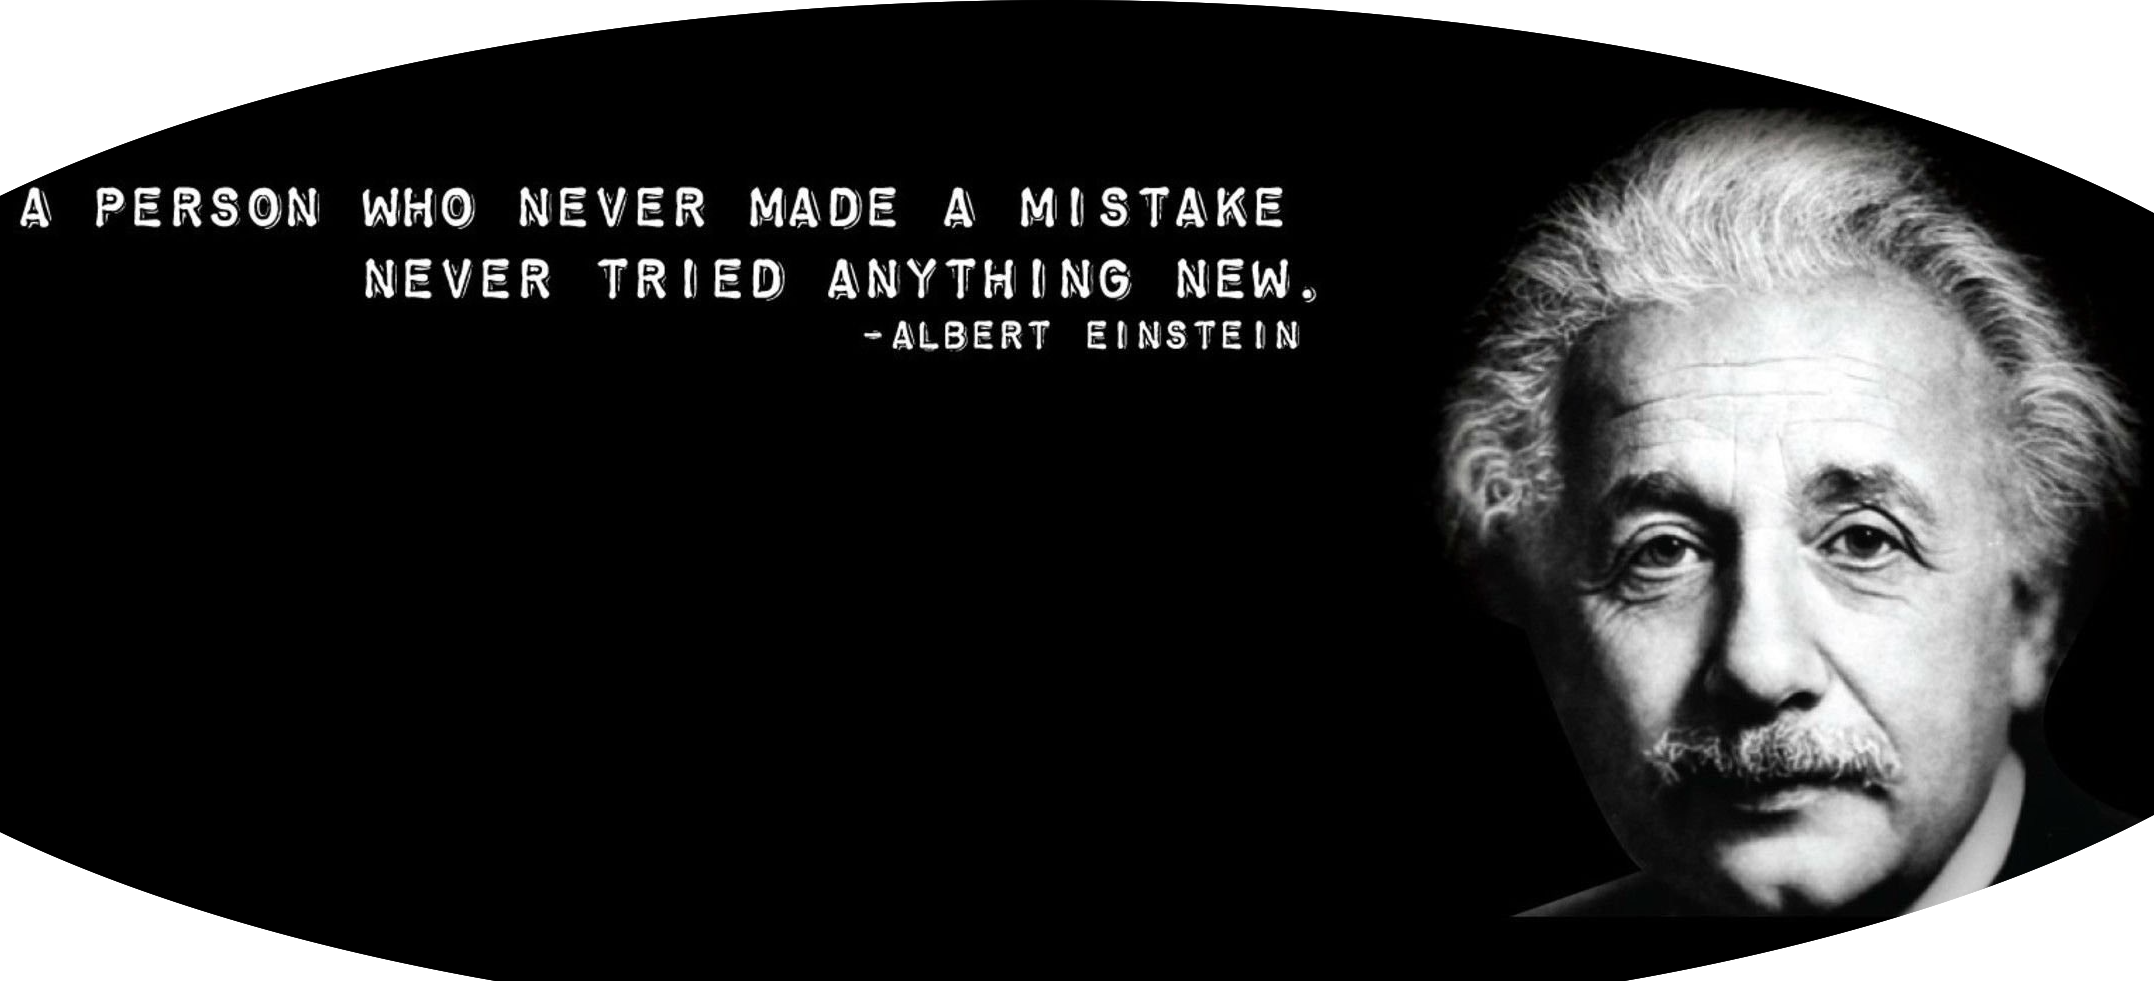 A PERSON WHO NEVER MADE A MISTAKE
NEVER TRIED ANYTHING NEW.
-ALBERT EINSTEIN